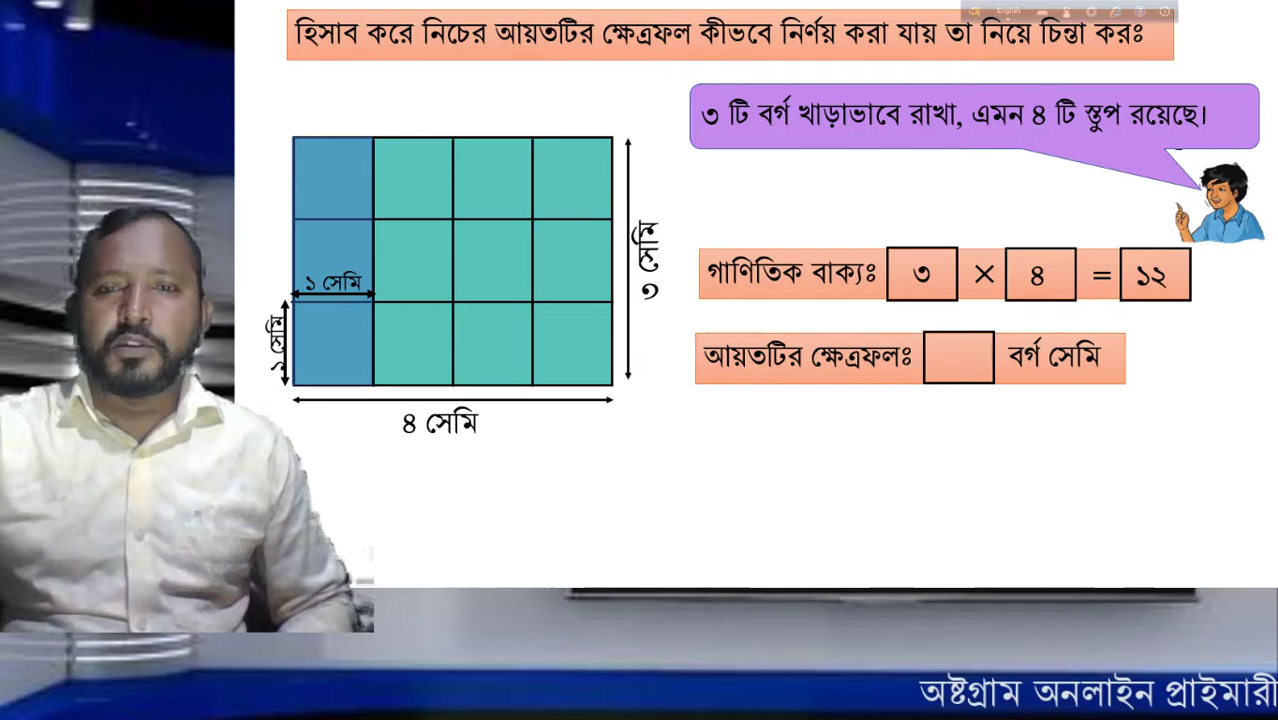 English
হিসাব করে নিচের আয়তটির ক্ষেত্রফল কীভবে নির্ণয় করা যায় তা নিয়ে চিন্তা করঃ
৩ টি বর্গ খাড়াভাবে রাখা, এমন ৪ টি স্তুপ রয়েছে।
১ সেমি
১ সেমি
৩ সেমি
৪ সেমি
গাণিতিক বাক্যঃ ৩ × ৪ = ১২
আয়তটির ক্ষেত্রফলঃ বর্গ সেমি
অষ্টগ্রাম অনলাইন প্রাইমারী